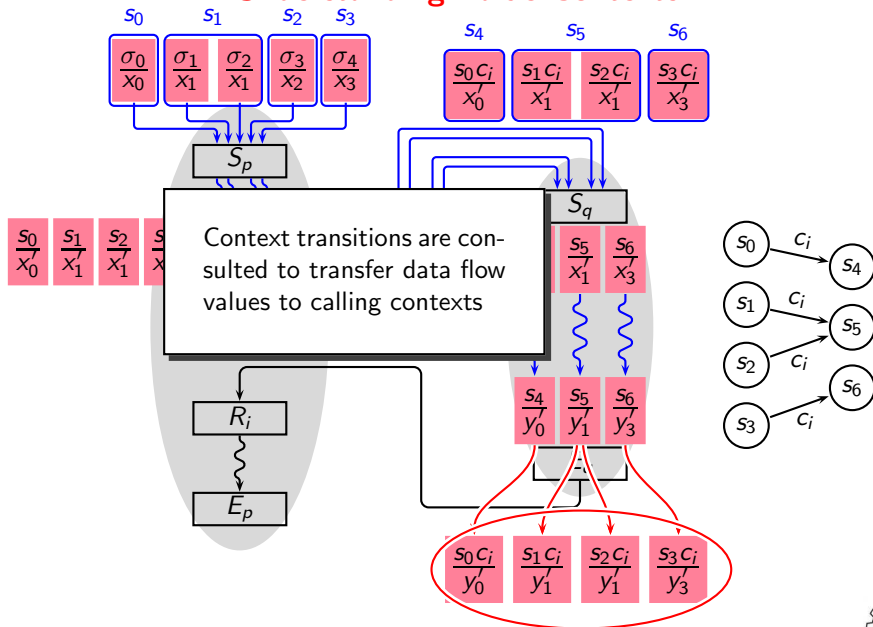 s0 s1 s2 s3 s4 s5 s6
σ0/x0 σ1/x1 σ2/x1 σ3/x2 σ4/x3
s0ci/x′0 s1ci/x′1 s2ci/x′1 s3ci/x′3
Sp
Sq
s0/x′0 s1/x′1 s2/x′1
s5/x′1 s6/x′3
Context transitions are con-
sulted to transfer data flow
values to calling contexts
s0 ci s4
s1 ci s5
s2 ci
s3 ci s6
s4/y′0 s5/y′1 s6/y′3
Ri
Ep
s0ci/y′0 s1ci/y′1 s2ci/y′1 s3ci/y′3